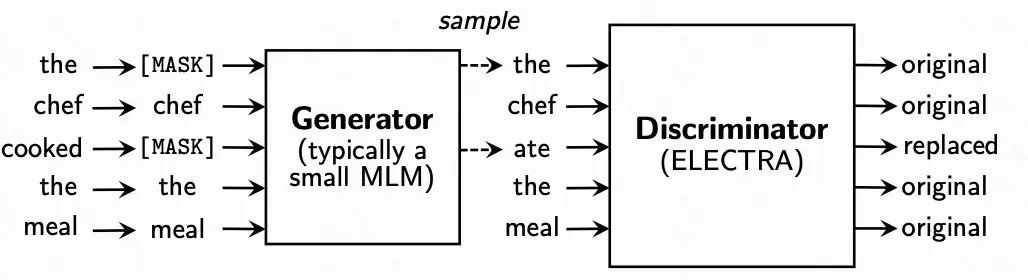 sample
the [MASK] the original
chef chef chef original
Generator
(typically a
small MLM)
Discriminator
(ELECTRA)
cooked [MASK] ate replaced
the the the original
meal meal meal original